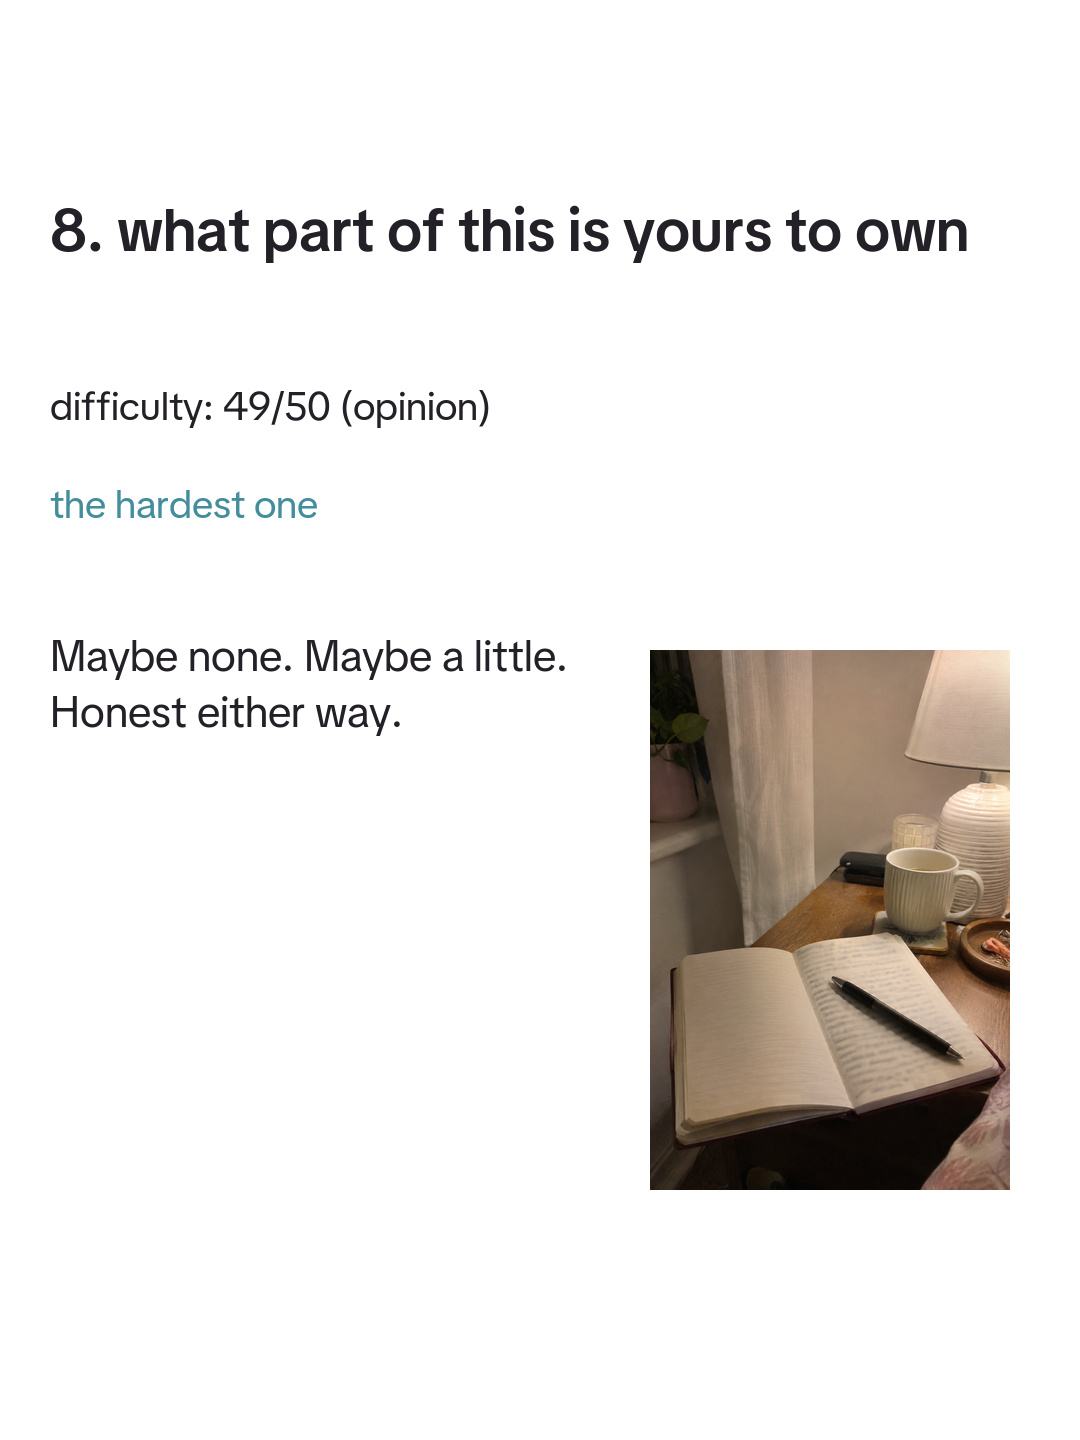 8. what part of this is yours to own
difficulty: 49/50 (opinion)
the hardest one
Maybe none. Maybe a little.
Honest either way.